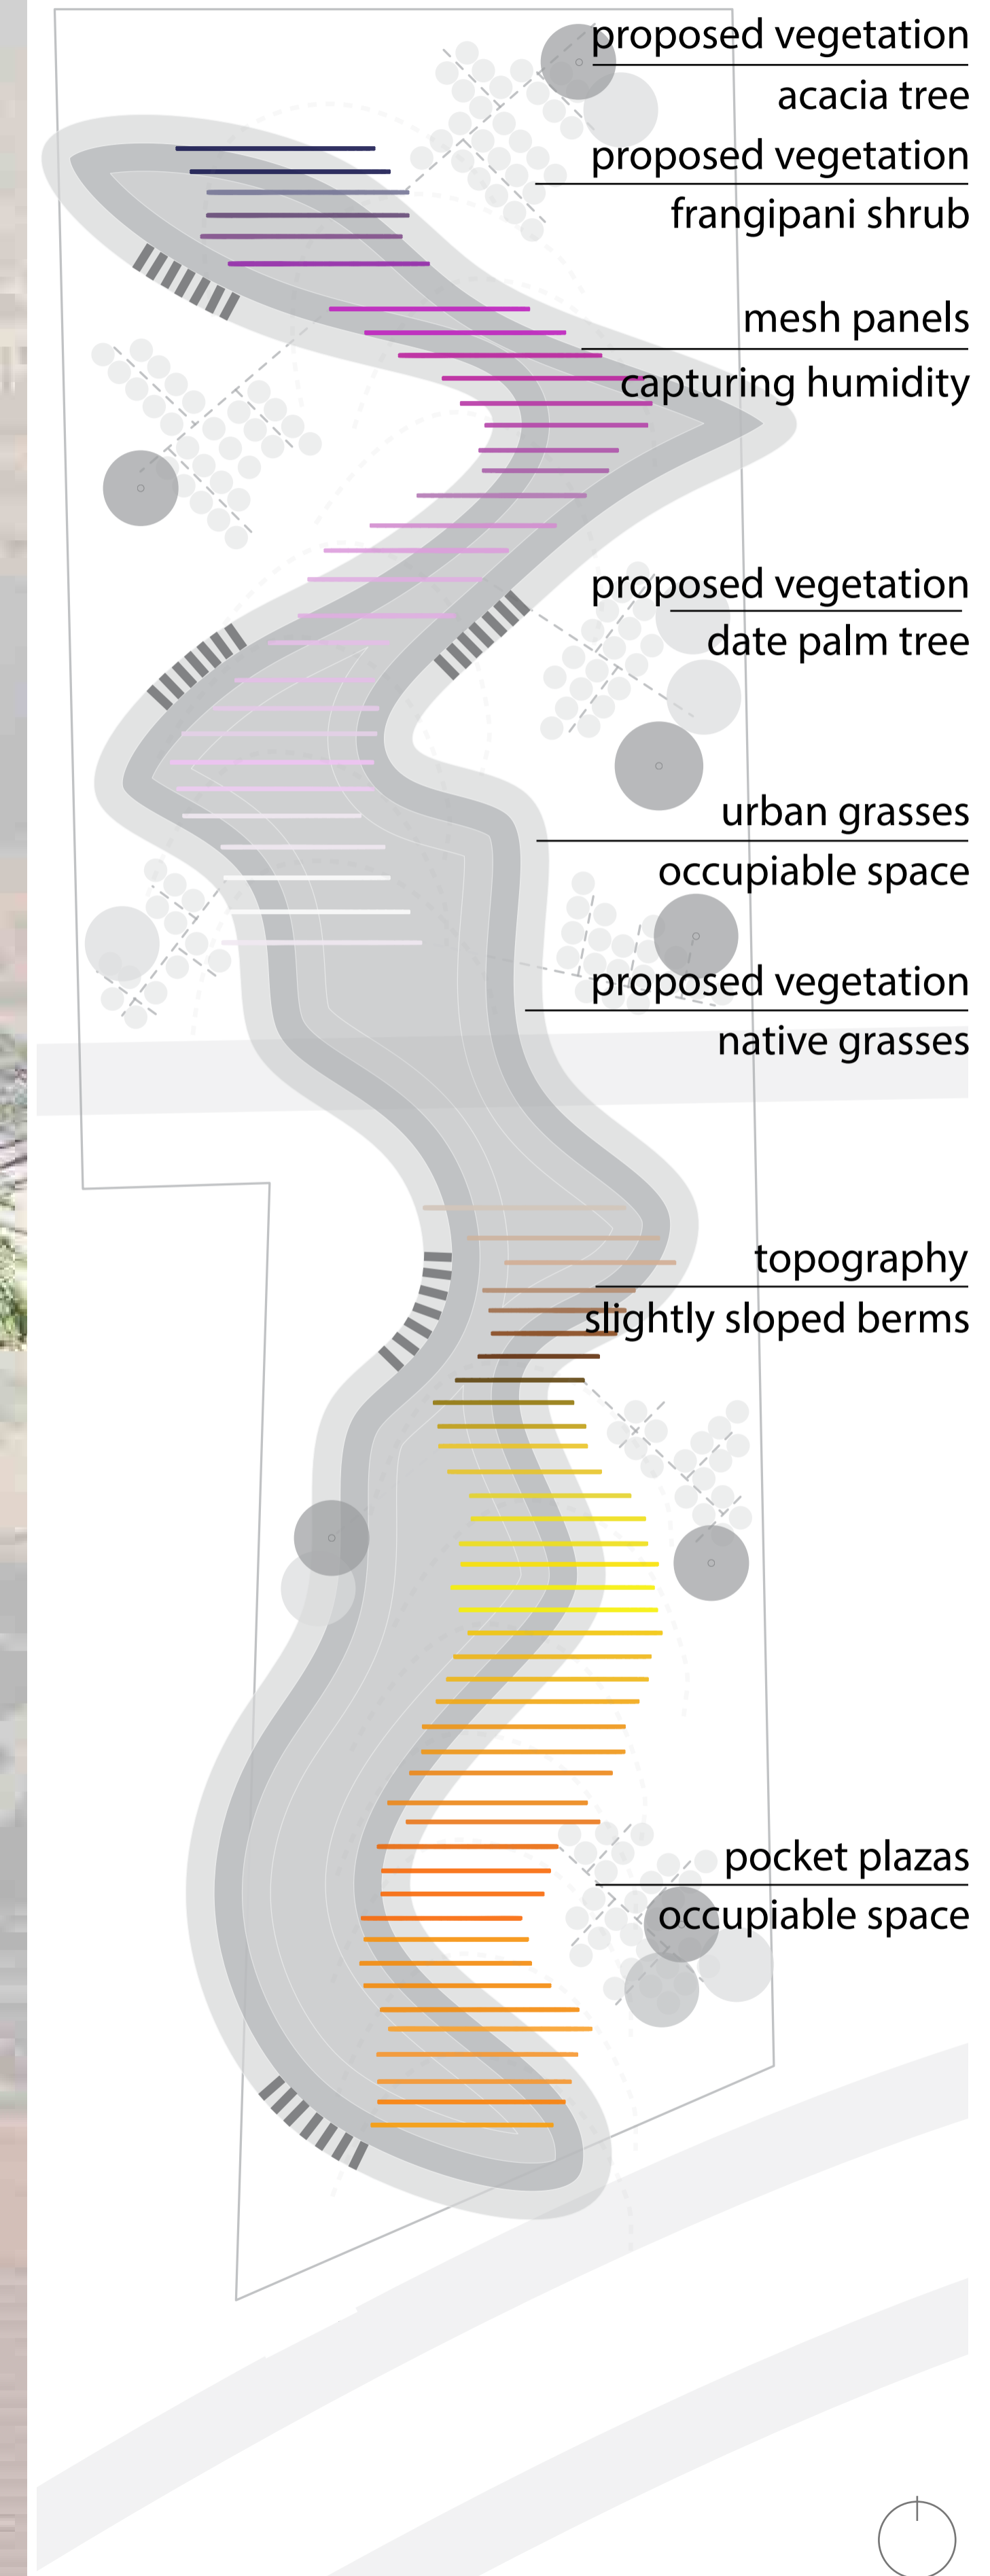 proposed vegetation
acacia tree
proposed vegetation
frangipani shrub
mesh panels
capturing humidity
proposed vegetation
date palm tree
urban grasses
occupiable space
proposed vegetation
native grasses
topography
slightly sloped berms
pocket plazas
occupiable space